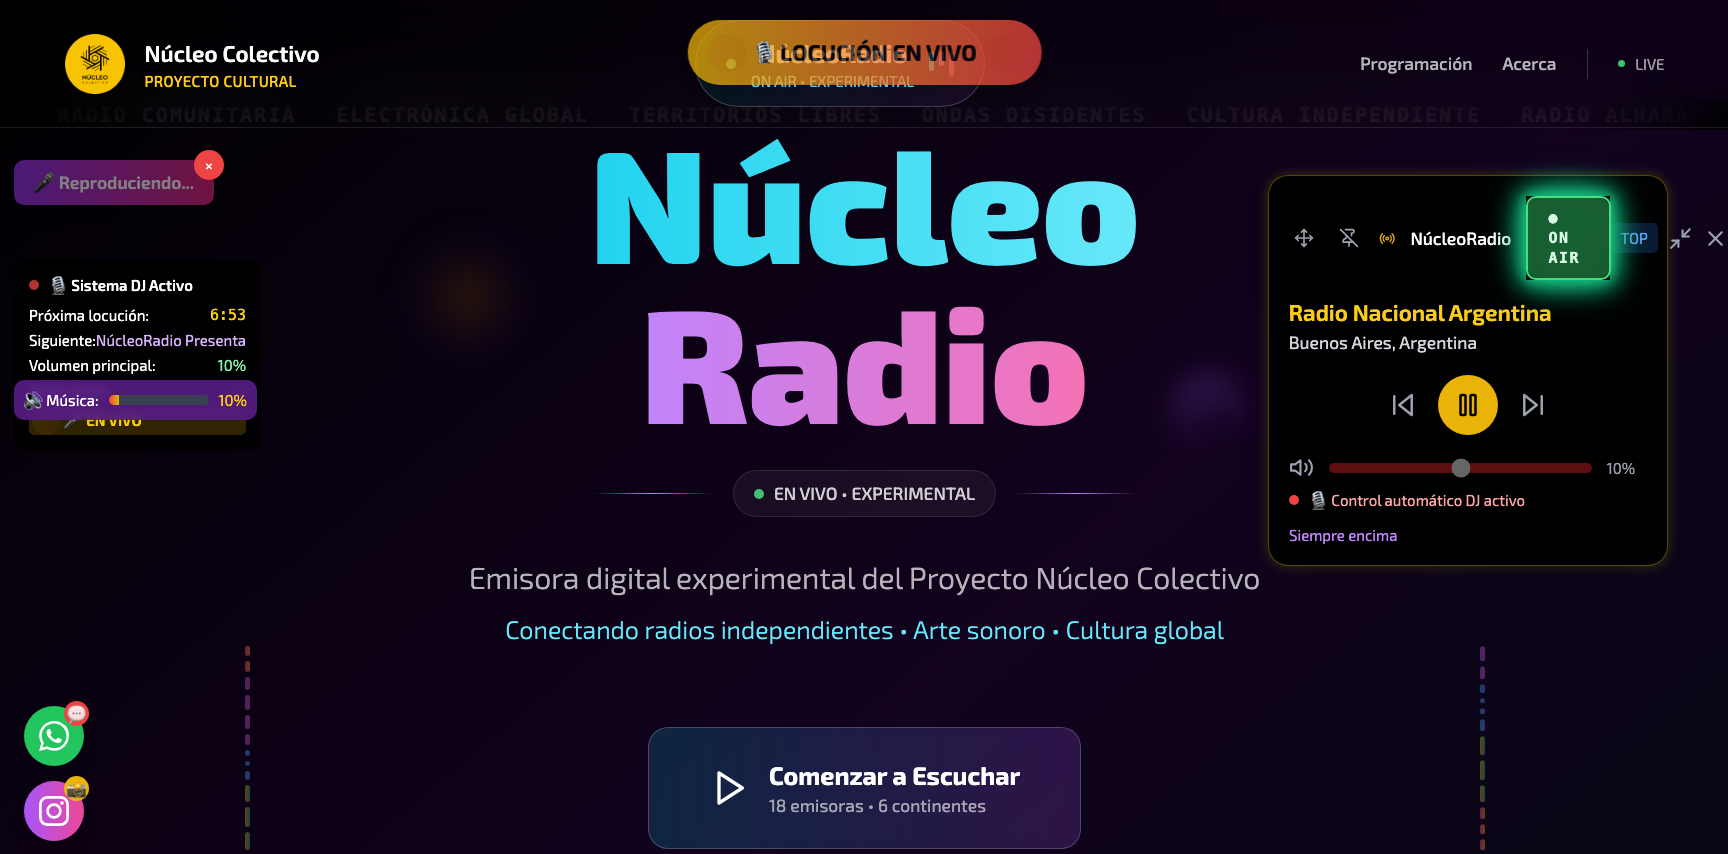 NÚCLEO
Núcleo Colectivo
PROYECTO CULTURAL
🎙️ LOCUCIÓN EN VIVO
NúcleoRadio
ON AIR • EXPERIMENTAL
Programación
Acerca
LIVE
RADIO COMUNITARIA ELECTRÓNICA GLOBAL TERRITORIOS LIBRES ONDAS DISIDENTES CULTURA INDEPENDIENTE RADIO ALHARA
🎤 Reproduciendo...
×
🎙️ Sistema DJ Activo
Próxima locución: 6:53
Siguiente: NúcleoRadio Presenta
Volumen principal: 10%
🔊 Música: 10%
🎤 EN VIVO
Núcleo
Radio
EN VIVO • EXPERIMENTAL
Emisora digital experimental del Proyecto Núcleo Colectivo
Conectando radios independientes • Arte sonoro • Cultura global
Comenzar a Escuchar
18 emisoras • 6 continentes
NúcleoRadio
●
ON
AIR
TOP
Radio Nacional Argentina
Buenos Aires, Argentina
10%
🎙️ Control automático DJ activo
Siempre encima